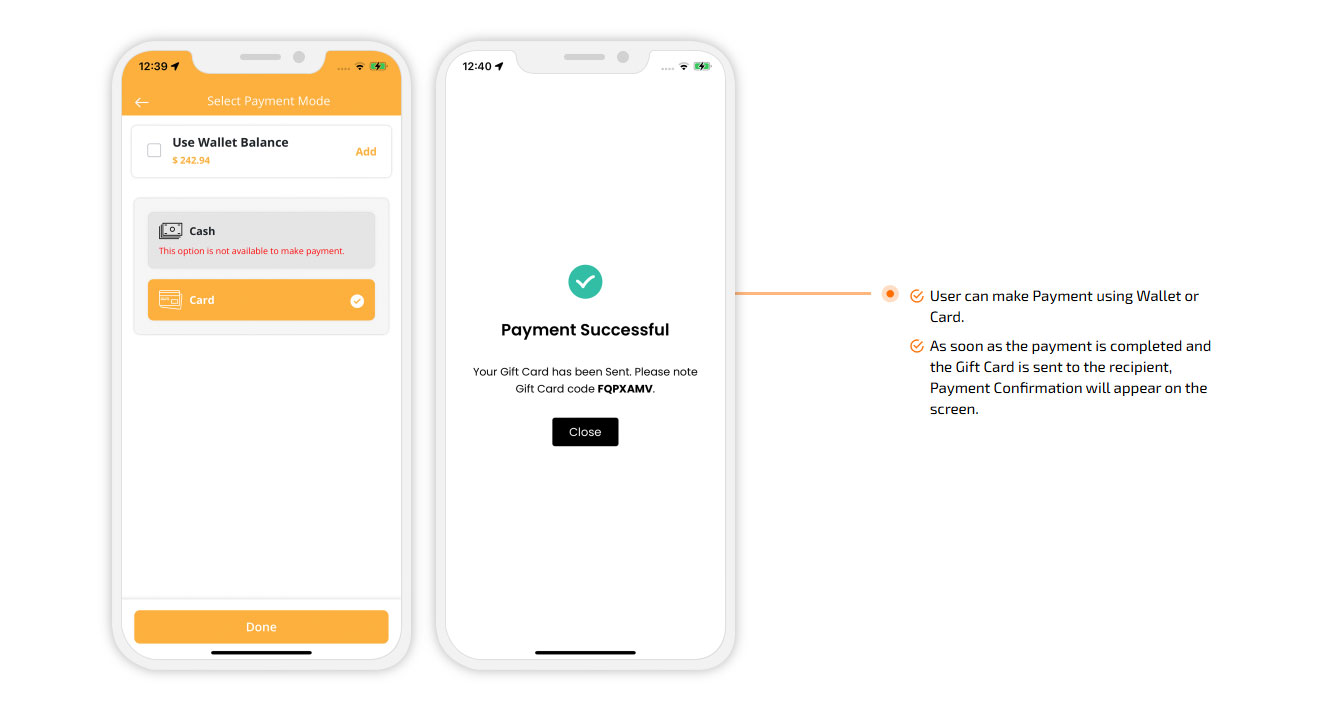 12:39
Select Payment Mode
Use Wallet Balance
$ 242.94
Add
Cash
This option is not available to make payment.
Card
Done
12:40
Payment Successful
Your Gift Card has been Sent. Please note
Gift Card code FQPXAMV.
Close
User can make Payment using Wallet or
Card.
As soon as the payment is completed and
the Gift Card is sent to the recipient,
Payment Confirmation will appear on the
screen.